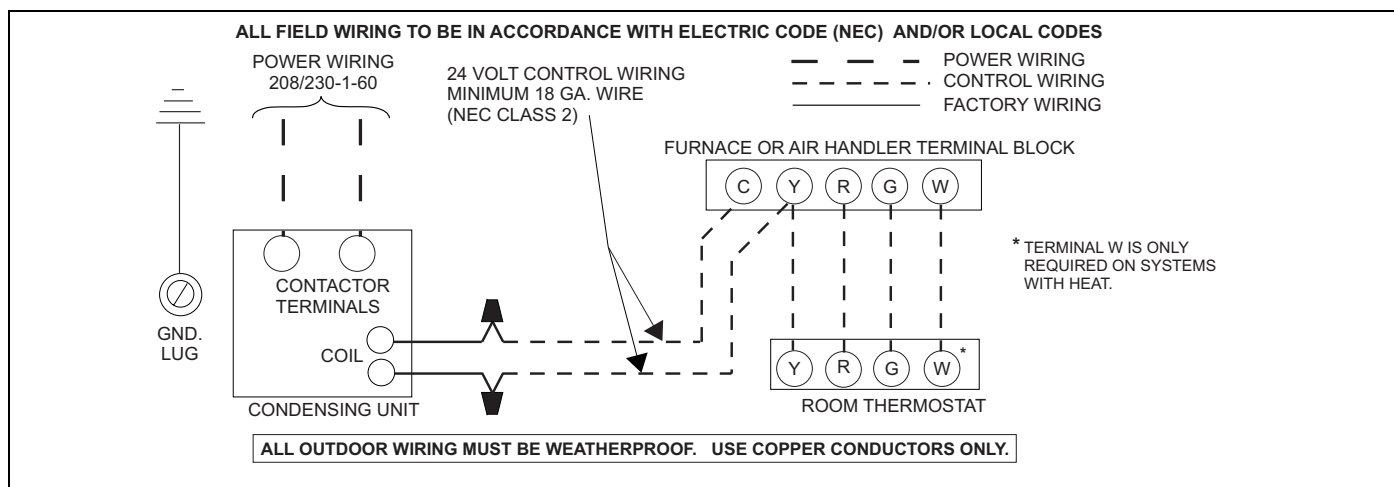 ALL FIELD WIRING TO BE IN ACCORDANCE WITH ELECTRIC CODE (NEC) AND/OR LOCAL CODES
POWER WIRING
208/230-1-60
24 VOLT CONTROL WIRING
MINIMUM 18 GA. WIRE
(NEC CLASS 2)
POWER WIRING
CONTROL WIRING
FACTORY WIRING
FURNACE OR AIR HANDLER TERMINAL BLOCK
C Y R G W
* TERMINAL W IS ONLY
REQUIRED ON SYSTEMS
WITH HEAT.
CONTACTOR
TERMINALS
GND.
LUG
COIL
CONDENSING UNIT
Y R G W *
ROOM THERMOSTAT
ALL OUTDOOR WIRING MUST BE WEATHERPROOF. USE COPPER CONDUCTORS ONLY.